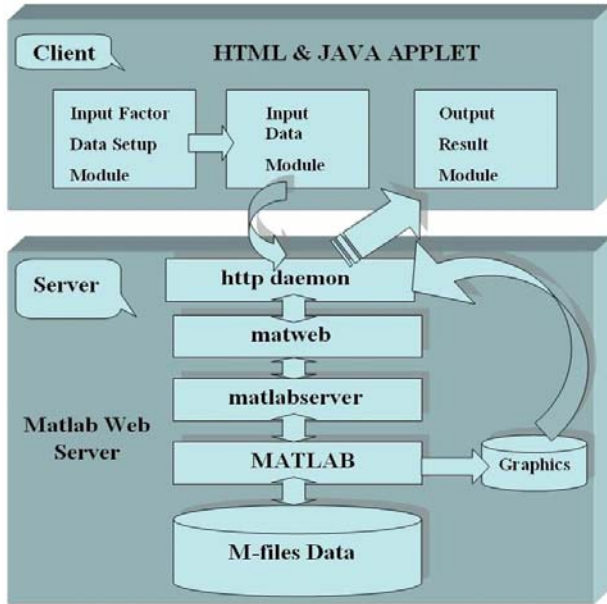 Client
HTML & JAVA APPLET
Input Factor
Data Setup
Module
Input
Data
Module
Output
Result
Module
Server
http daemon
matweb
matlabserver
Matlab Web
Server
MATLAB
Graphics
M-files Data